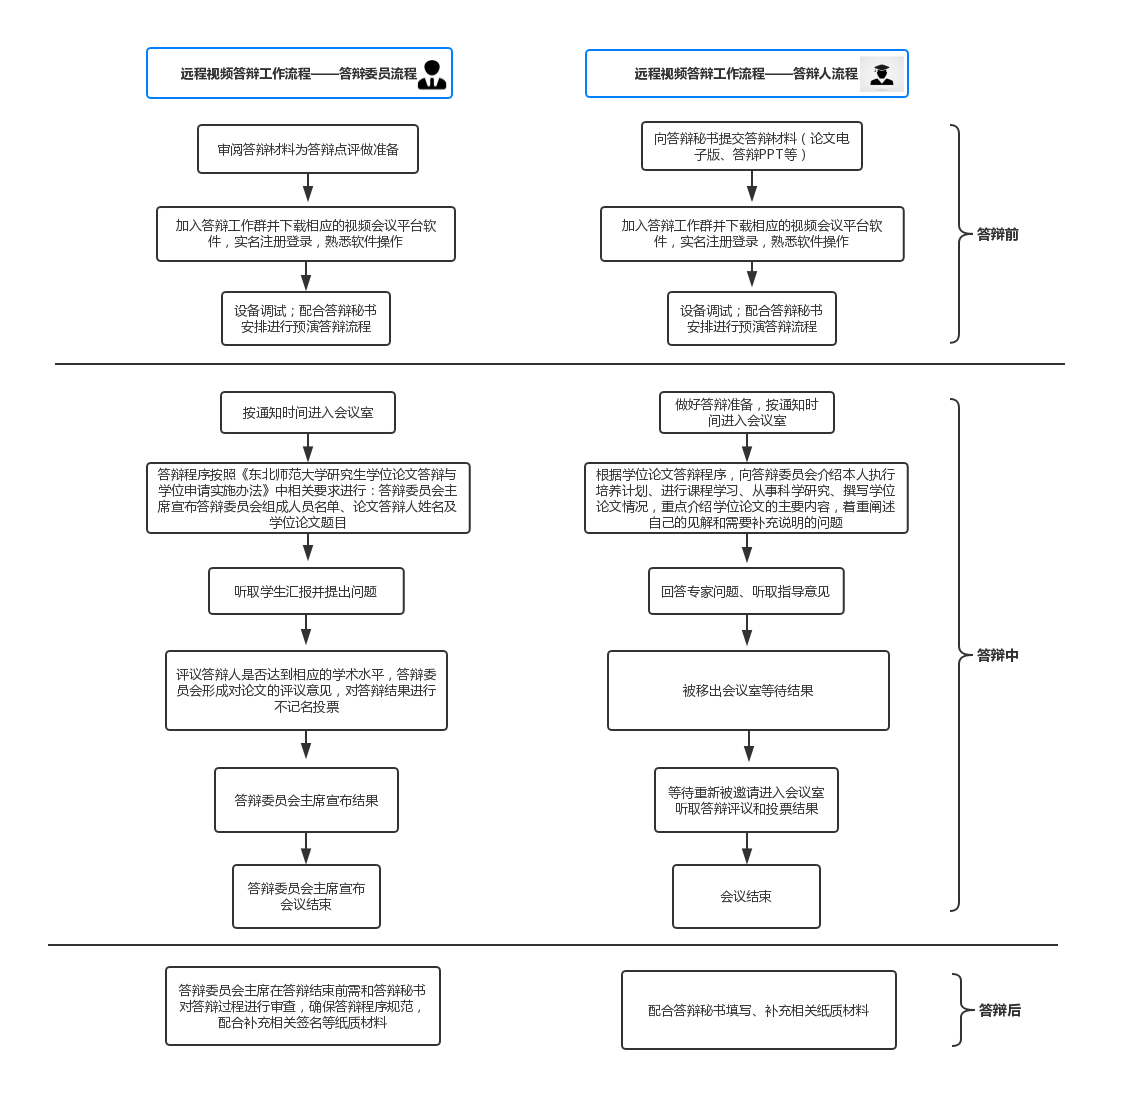 远程视频答辩工作流程——答辩委员流程
审阅答辩材料为答辩点评做准备
加入答辩工作群并下载相应的视频会议平台软
件，实名注册登录，熟悉软件操作
设备调试；配合答辩秘书
安排进行预演答辩流程
远程视频答辩工作流程——答辩人流程
向答辩秘书提交答辩材料（论文电
子版、答辩PPT等）
加入答辩工作群并下载相应的视频会议平台软
件，实名注册登录，熟悉软件操作
设备调试；配合答辩秘书
安排进行预演答辩流程
答辩前
按通知时间进入会议室
答辩程序按照《东北师范大学研究生学位论文答辩与
学位申请实施办法》中相关要求进行：答辩委员会主
席宣布答辩委员会组成人员名单、论文答辩人姓名及
学位论文题目
听取学生汇报并提出问题
评议答辩人是否达到相应的学术水平，答辩委
员会形成对论文的评议意见，对答辩结果进行
不记名投票
答辩委员会主席宣布结果
答辩委员会主席宣布
会议结束
做好答辩准备，按通知时
间进入会议室
根据学位论文答辩程序，向答辩委员会介绍本人执行
培养计划、进行课程学习、从事科学研究、撰写学位
论文情况，重点介绍学位论文的主要内容，着重阐述
自己的见解和需要补充说明的问题
回答专家问题、听取指导意见
被移出会议室等待结果
等待重新被邀请进入会议室
听取答辩评议和投票结果
会议结束
答辩中
答辩委员会主席在答辩结束前需和答辩秘书
对答辩过程进行审查，确保答辩程序规范，
配合补充相关签名等纸质材料
配合答辩秘书填写、补充相关纸质材料
答辩后